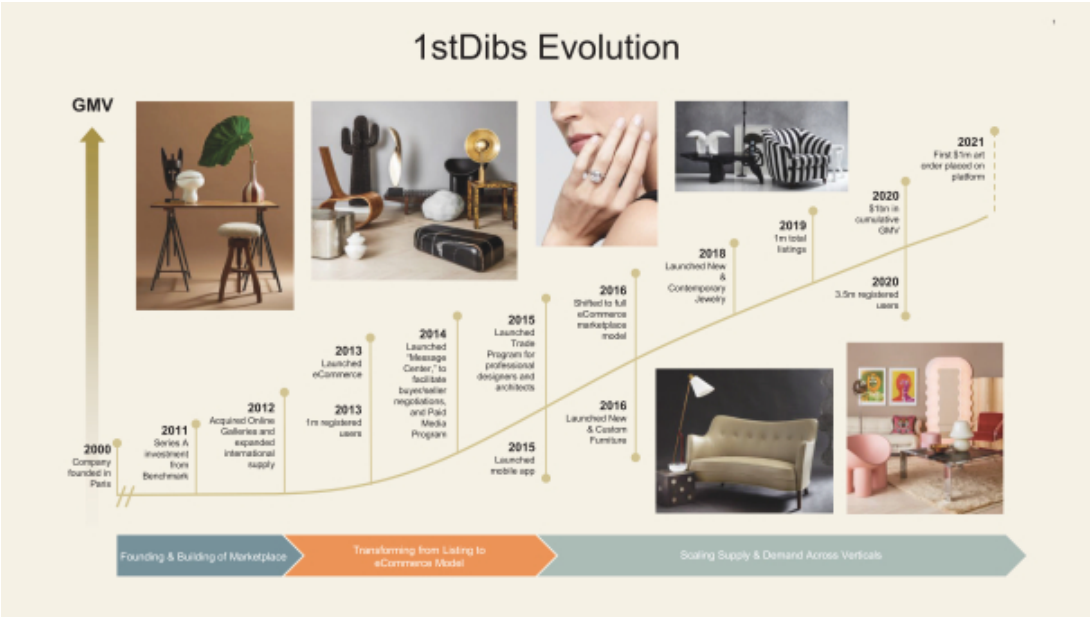 1
1stDibs Evolution
GMV
2000
Company
founded in
Paris
2011
Series A
investment
from
Benchmark
2012
Acquired Online
Galleries and
expanded
international
supply
2013
Launched
eCommerce
2013
1m registered
users
2014
Launched
"Message
Center," to
facilitate
buyer/seller
negotiations,
and Paid
Media
Program
2015
Launched
Trade
Program for
professional
designers and
architects
2015
Launched
mobile app
2016
Shifted to full
eCommerce
marketplace
model
2016
Launched New
& Custom
Furniture
2018
Launched New
&
Contemporary
Jewelry
2019
1m total
listings
2020
$1bn in
cumulative
GMV
2020
3.5m registered
users
2021
First $1m art
order placed on
platform
Founding & Building of Marketplace
Transforming from Listing to
eCommerce Model
Scaling Supply & Demand Across Verticals